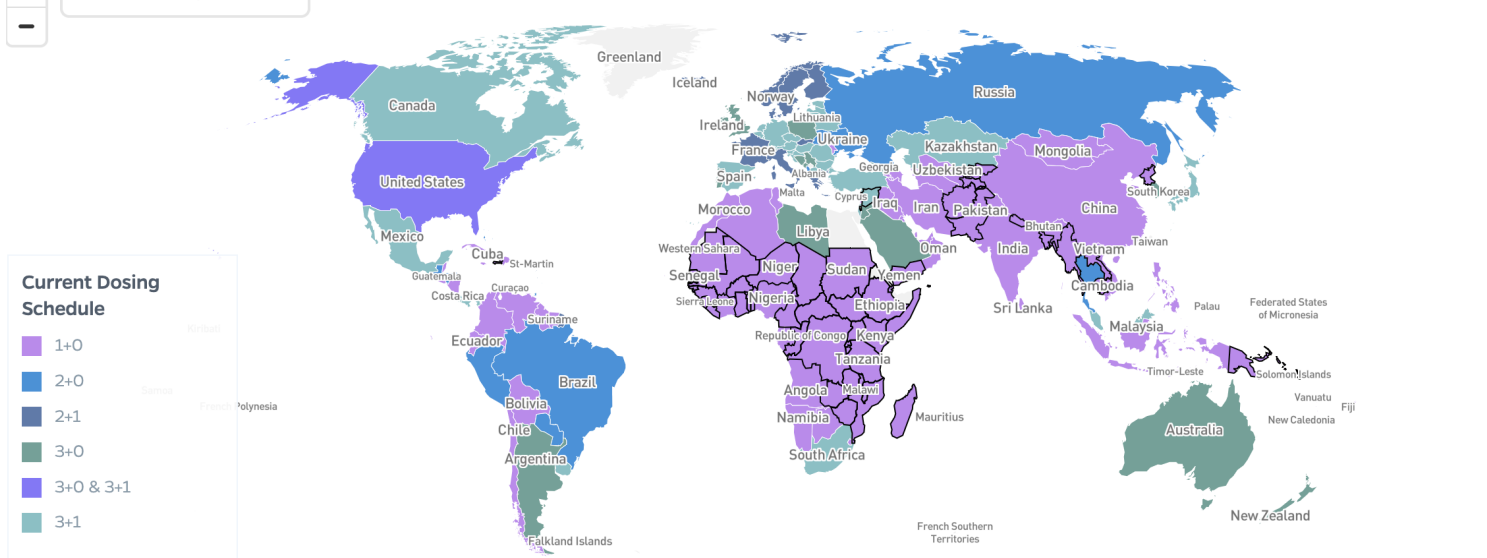 −
Greenland
Iceland
Norway
Russia
Canada
Lithuania
Ireland
Ukraine
France
Kazakhstan
Mongolia
Georgia
Uzbekistan
Albania
Spain
United States
Malta
Cyprus
South Korea
Iraq
Iran
Pakistan
China
Morocco
Mexico
Libya
Bhutan
Taiwan
Western Sahara
Oman
India
Vietnam
Cuba
St-Martin
Niger
Sudan
Yemen
Senegal
Guatemala
Cambodia
Current Dosing
Schedule
Curaçao
Costa Rica
Sierra Leone
Nigeria
Ethiopia
Sri Lanka
Palau
Federated States
of Micronesia
Suriname
Kiribati
Malaysia
1+0
Ecuador
Republic of Congo
Kenya
Tanzania
Timor-Leste
Solomon Islands
2+0
Brazil
Samoa
Angola
Malawi
Vanuatu
Bolivia
French Polynesia
Fiji
2+1
Namibia
Mauritius
New Caledonia
Chile
Australia
3+0
Argentina
South Africa
3+0 & 3+1
New Zealand
3+1
French Southern
Territories
Falkland Islands